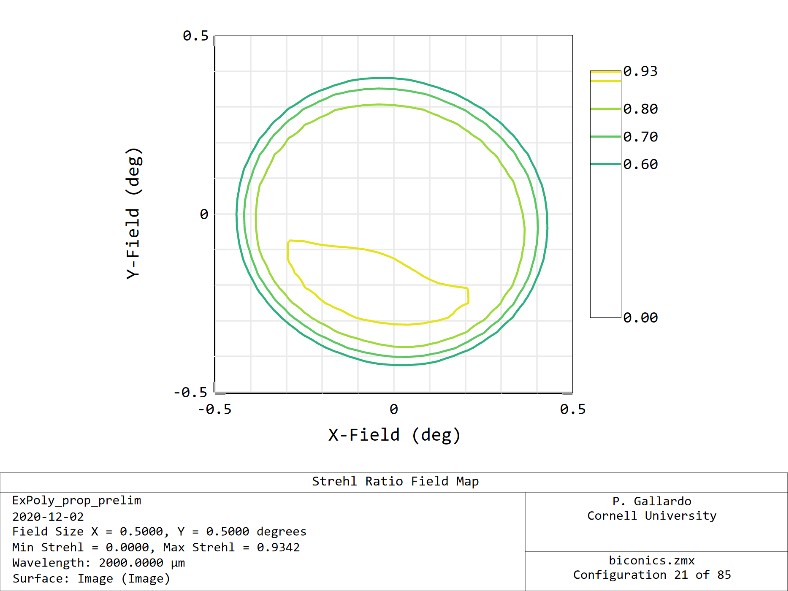 0.5
0
-0.5
Y-Field (deg)
-0.5 0 0.5
X-Field (deg)
0.93
0.80
0.70
0.60
0.00
Strehl Ratio Field Map
ExPoly_prop_prelim
2020-12-02
Field Size X = 0.5000, Y = 0.5000 degrees
Min Strehl = 0.0000, Max Strehl = 0.9342
Wavelength: 2000.0000 µm
Surface: Image (Image)
P. Gallardo
Cornell University
biconics.zmx
Configuration 21 of 85